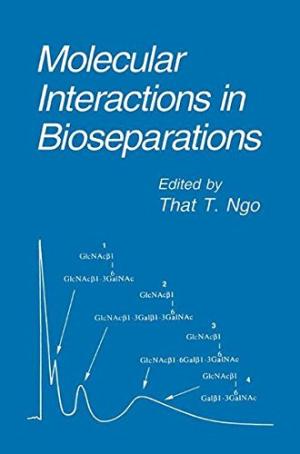 Molecular
Interactions in
Bioseparations
Edited by
That T. Ngo
1
GlcNAcβ1
6
GlcNAcβ1-3GalNAc
2
GlcNAcβ1
6
GlcNAcβ1-3Galβ1-3GalNAc
3
GlcNAcβ1
6
GlcNAcβ1-6Galβ1-3GalNAc
GlcNAcβ1
4
6
Galβ1-3GalNAc